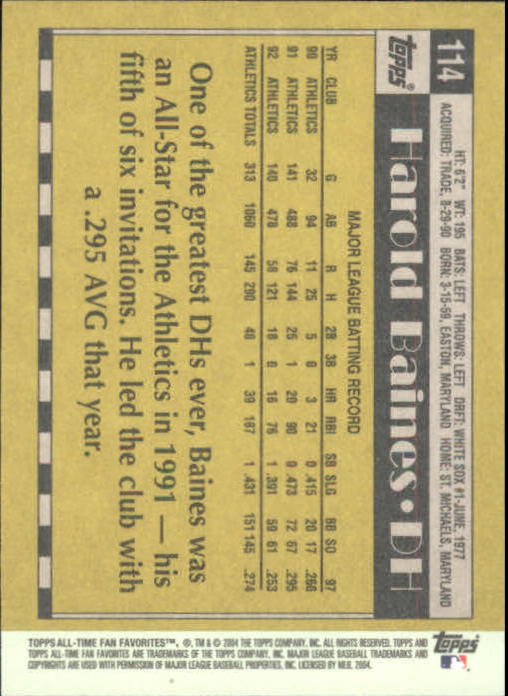 114
HT: 6'2" WT: 195 BATS: LEFT THROWS: LEFT DRFT: WHITE SOX #1-JUNE, 1977
ACQUIRED: TRADE, 8-29-90 BORN: 3-15-59, EASTON, MARYLAND HOME: ST. MICHAELS, MARYLAND
Topps®
Harold Baines•DH
MAJOR LEAGUE BATTING RECORD
YR CLUB G AB R H 2B 3B HR RBI SB SLG BB SO
90 ATHLETICS 32 94 11 25 5 0 3 21 0 .415 20 17 .266
91 ATHLETICS 141 488 76 144 25 1 20 90 0 .473 72 67 .295
92 ATHLETICS 140 478 58 121 18 0 16 76 1 .391 59 61 .253
ATHLETICS TOTALS 313 1060 145 290 48 1 39 187 1 .431 151 145 .274
One of the greatest DHs ever, Baines was
an All-Star for the Athletics in 1991 — his
fifth of six invitations. He led the club with
a .295 AVG that year.
TOPPS ALL-TIME FAN FAVORITES™, ®, TM & © 2004 THE TOPPS COMPANY, INC. ALL RIGHTS RESERVED. TOPPS AND
TOPPS ALL-TIME FAN FAVORITES ARE TRADEMARKS OF THE TOPPS COMPANY, INC. MAJOR LEAGUE BASEBALL TRADEMARKS AND
COPYRIGHTS ARE USED WITH PERMISSION OF MAJOR LEAGUE BASEBALL PROPERTIES, INC. LICENSED BY MLB, 2004.
Topps